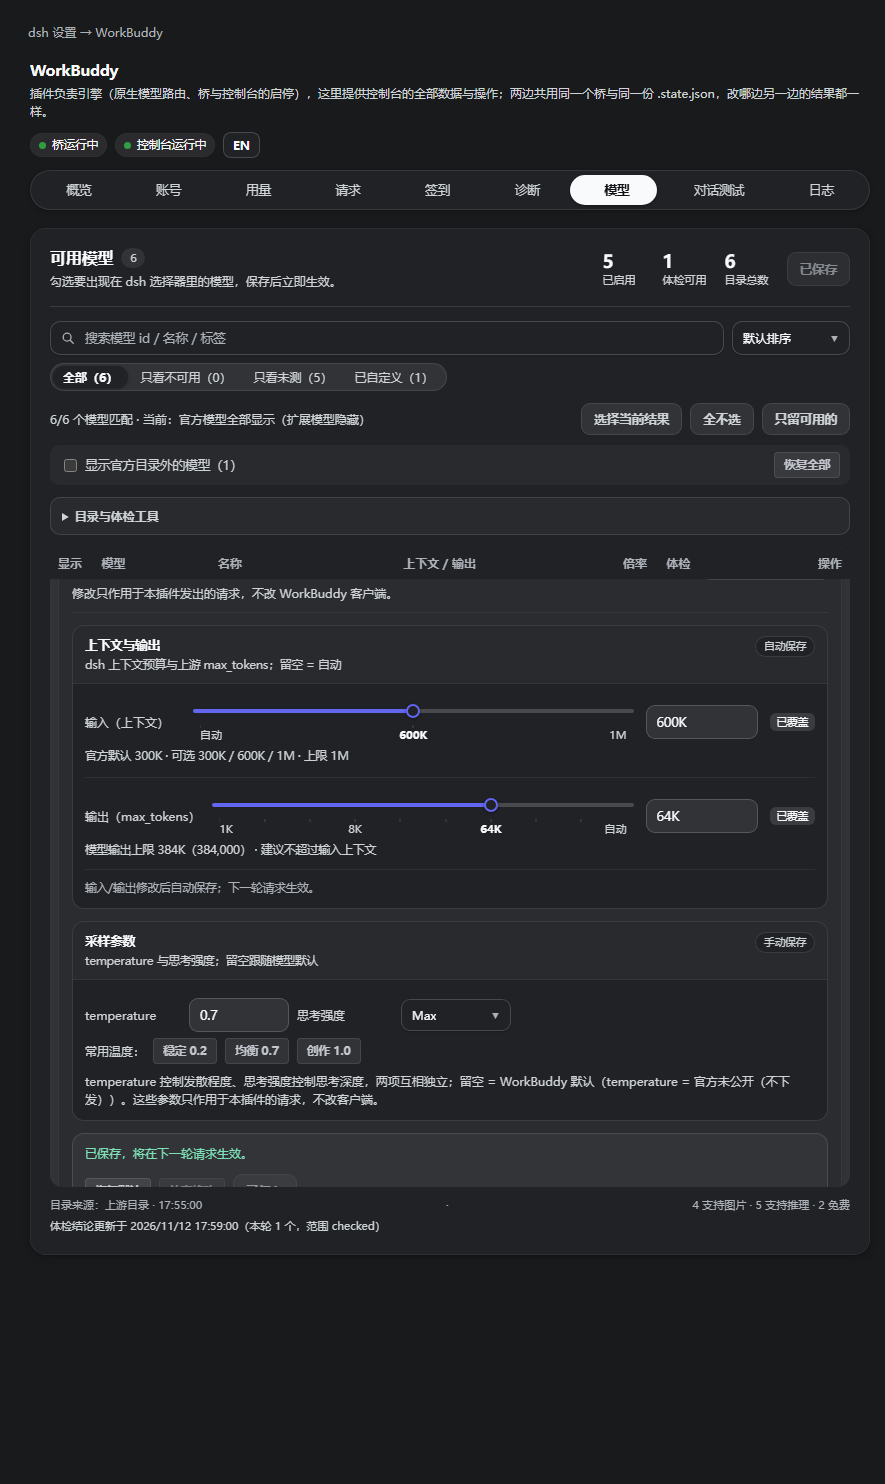 dsh 设置 → WorkBuddy
WorkBuddy
插件负责引擎（原生模型路由、桥与控制台的启停），这里提供控制台的全部数据与操作；两边共用同一个桥与同一份 .state.json，改哪边另一边的结果都一样。
桥运行中 控制台运行中 EN
概览 账号 用量 请求 签到 诊断 模型 对话测试 日志
可用模型 6
勾选要出现在 dsh 选择器里的模型，保存后立即生效。
5 1 6
已启用 体检可用 目录总数 已保存
搜索模型 id / 名称 / 标签 默认排序
全部（6） 只看不可用（0） 只看未测（5） 已自定义（1）
6/6 个模型匹配 · 当前：官方模型全部显示（扩展模型隐藏） 选择当前结果 全不选 只留可用的
显示官方目录外的模型（1） 恢复全部
目录与体检工具
显示 模型 名称 上下文 / 输出 倍率 体检 操作
修改只作用于本插件发出的请求，不改 WorkBuddy 客户端。
上下文与输出 自动保存
dsh 上下文预算与上游 max_tokens；留空 = 自动
输入（上下文） 600K 已覆盖
自动 600K 1M
官方默认 300K · 可选 300K / 600K / 1M · 上限 1M
输出（max_tokens） 64K 已覆盖
1K 8K 64K 自动
模型输出上限 384K（384,000） · 建议不超过输入上下文
输入/输出修改后自动保存；下一轮请求生效。
采样参数 手动保存
temperature 与思考强度；留空跟随模型默认
temperature 0.7 思考强度 Max
常用温度： 稳定 0.2 均衡 0.7 创作 1.0
temperature 控制发散程度、思考强度控制思考深度，两项互相独立；留空 = WorkBuddy 默认（temperature = 官方未公开（不下发））。这些参数只作用于本插件的请求，不改客户端。
已保存，将在下一轮请求生效。
目录来源：上游目录 · 17:55:00 · 4 支持图片 · 5 支持推理 · 2 免费
体检结论更新于 2026/11/12 17:59:00（本轮 1 个，范围 checked）